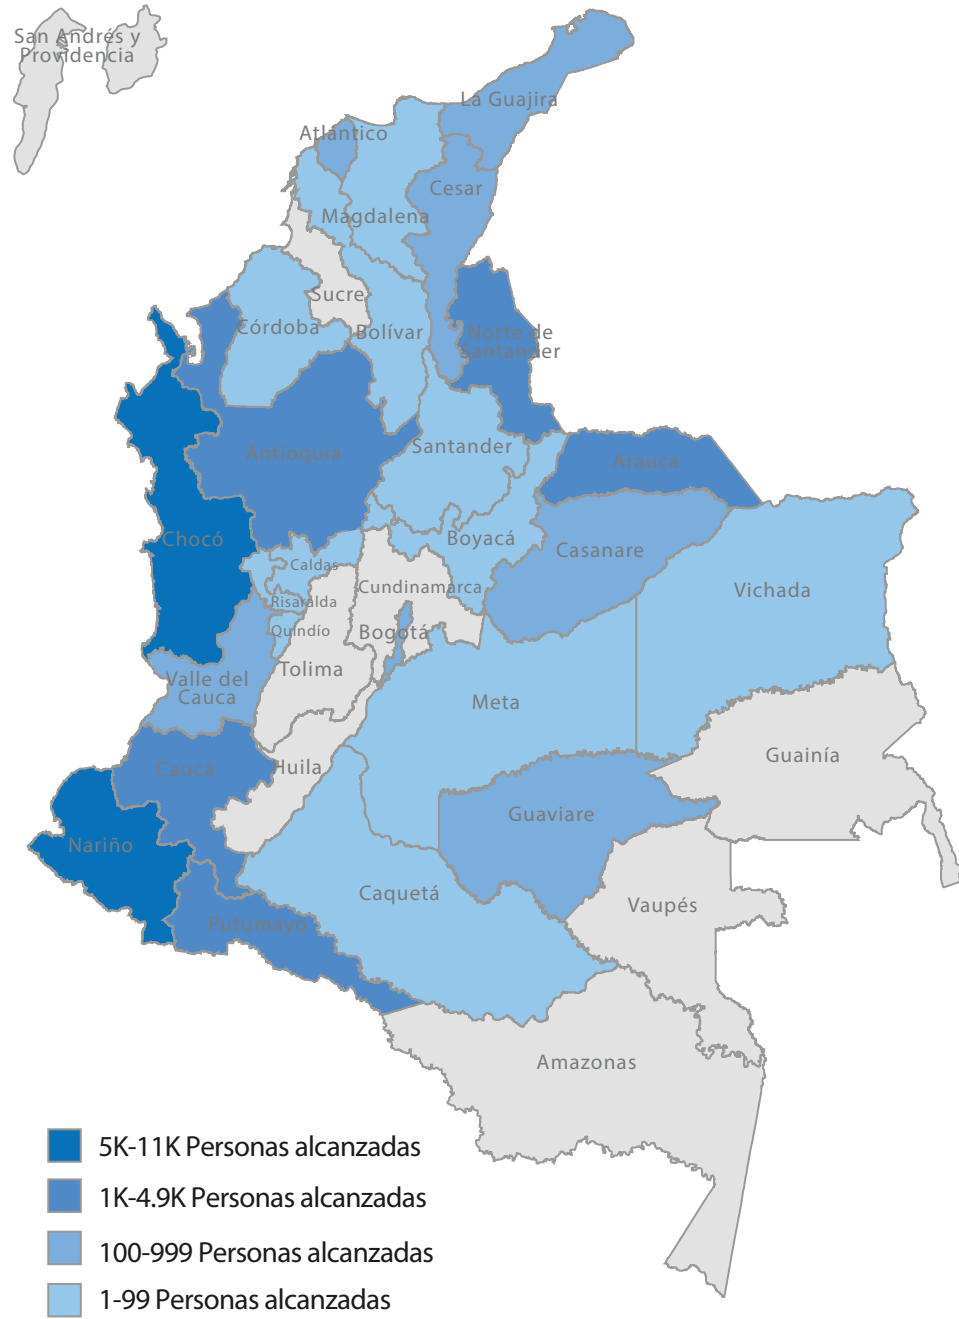 San Andrés y
Providencia
La Guajira
Atlántico
Cesar
Magdalena
Sucre
Córdoba
Bolívar
Norte de
Santander
Antioquia
Santander
Arauca
Chocó
Boyacá
Casanare
Caldas
Cundinamarca
Vichada
Risaralda
Quindío
Bogotá
Tolima
Valle del
Cauca
Meta
Guainía
Cauca
Huila
Guaviare
Nariño
Caquetá
Vaupés
Putumayo
Amazonas
5K-11K Personas alcanzadas
1K-4.9K Personas alcanzadas
100-999 Personas alcanzadas
1-99 Personas alcanzadas